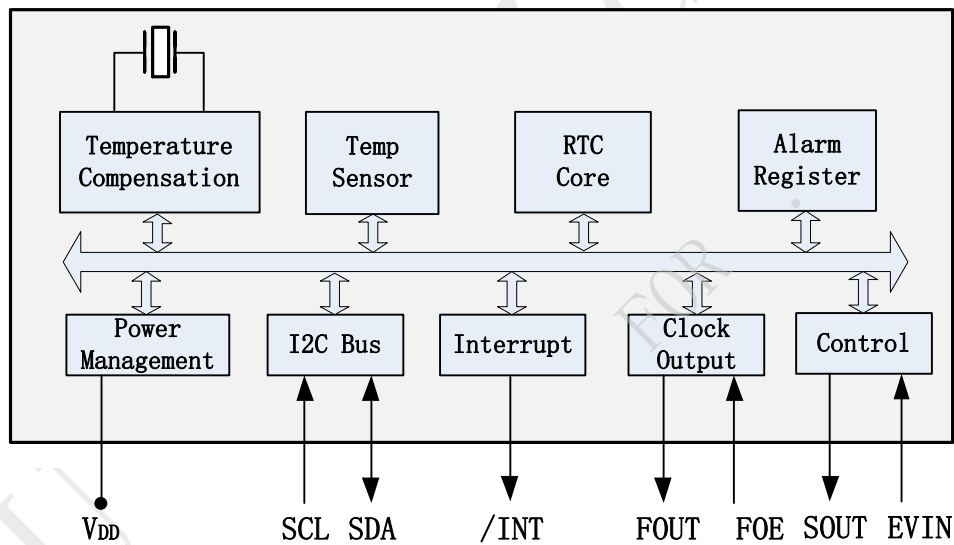 Temperature
Compensation
Temp
Sensor
RTC
Core
Alarm
Register
Power
Management
I2C Bus
Interrupt
Clock
Output
Control
FOR
VDD
SCL
SDA
/INT
FOUT
FOE
SOUT
EVIN